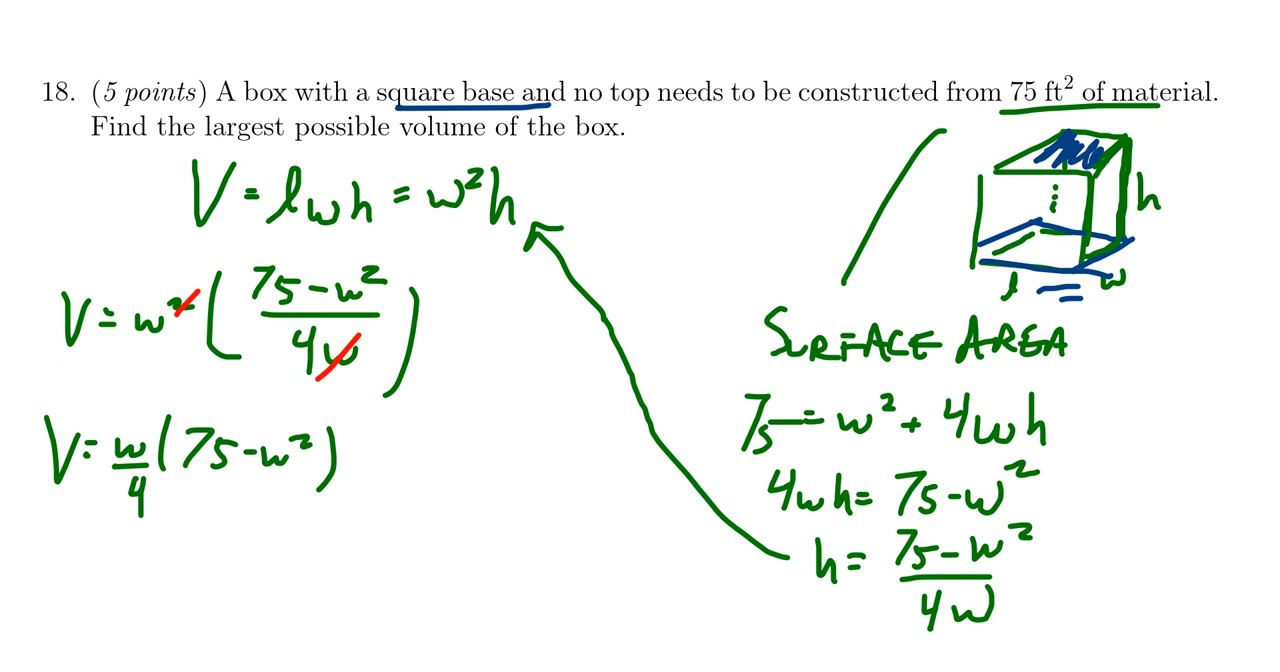 18. (5 points) A box with a square base and no top needs to be constructed from 75 ft² of material.
Find the largest possible volume of the box.
V = lwh = w²h
V = w²((75-w²)/(4w))
V = w/4 (75-w²)
h
l
w
SURFACE AREA
75 = w² + 4wh
4wh = 75-w²
h = (75-w²)/(4w)